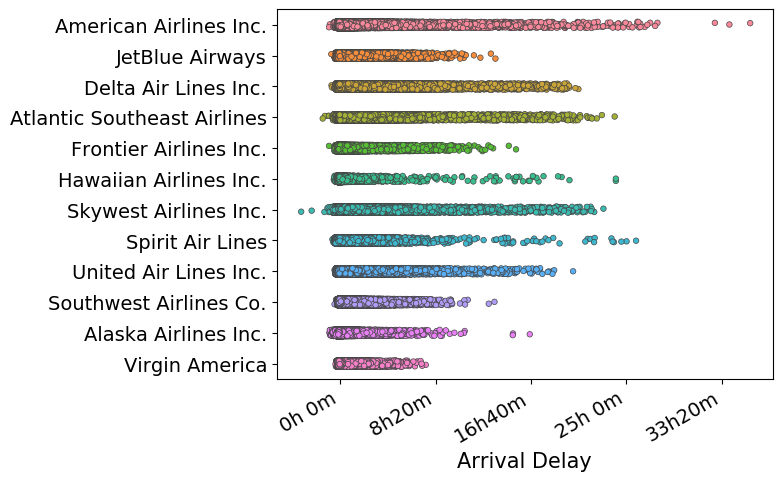 American Airlines Inc.
JetBlue Airways
Delta Air Lines Inc.
Atlantic Southeast Airlines
Frontier Airlines Inc.
Hawaiian Airlines Inc.
Skywest Airlines Inc.
Spirit Air Lines
United Air Lines Inc.
Southwest Airlines Co.
Alaska Airlines Inc.
Virgin America
0h 0m
8h20m
16h40m
25h 0m
33h20m
Arrival Delay